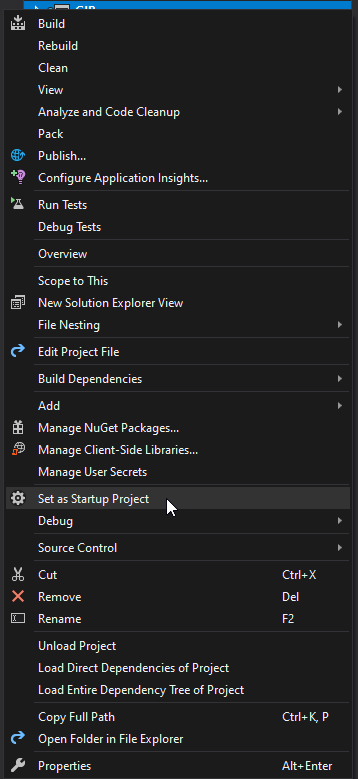 Build
Rebuild
Clean
View
Analyze and Code Cleanup
Pack
Publish...
Configure Application Insights...
Run Tests
Debug Tests
Overview
Scope to This
New Solution Explorer View
File Nesting
Edit Project File
Build Dependencies
Add
Manage NuGet Packages...
Manage Client-Side Libraries...
Manage User Secrets
Set as Startup Project
Debug
Source Control
Cut Ctrl+X
Remove Del
Rename F2
Unload Project
Load Direct Dependencies of Project
Load Entire Dependency Tree of Project
Copy Full Path Ctrl+K, P
Open Folder in File Explorer
Properties Alt+Enter